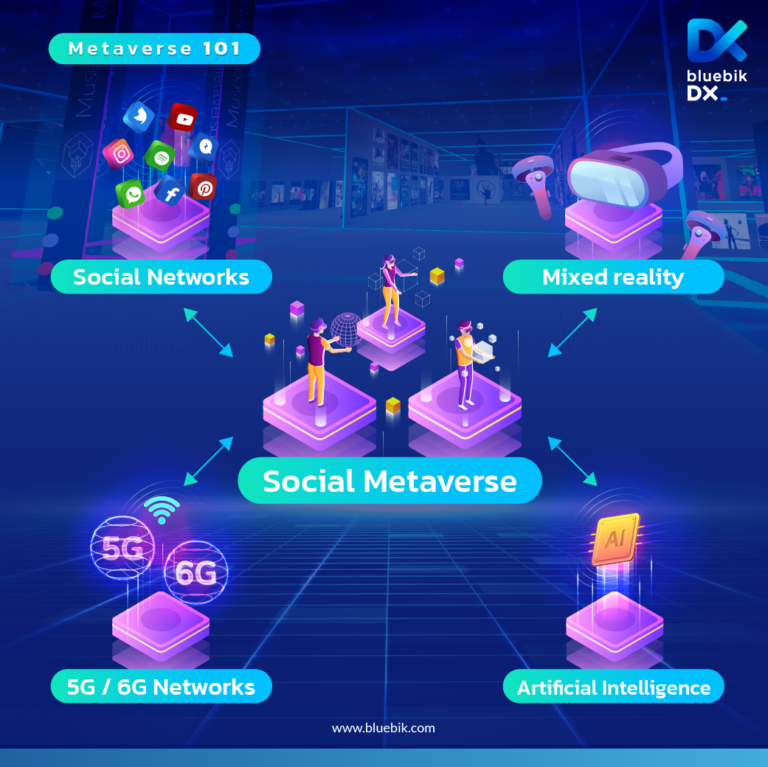 Metaverse 101
bluebik
DX_
Social Networks
Mixed reality
Social Metaverse
5G
6G
AI
5G / 6G Networks
Artificial Intelligence
www.bluebik.com